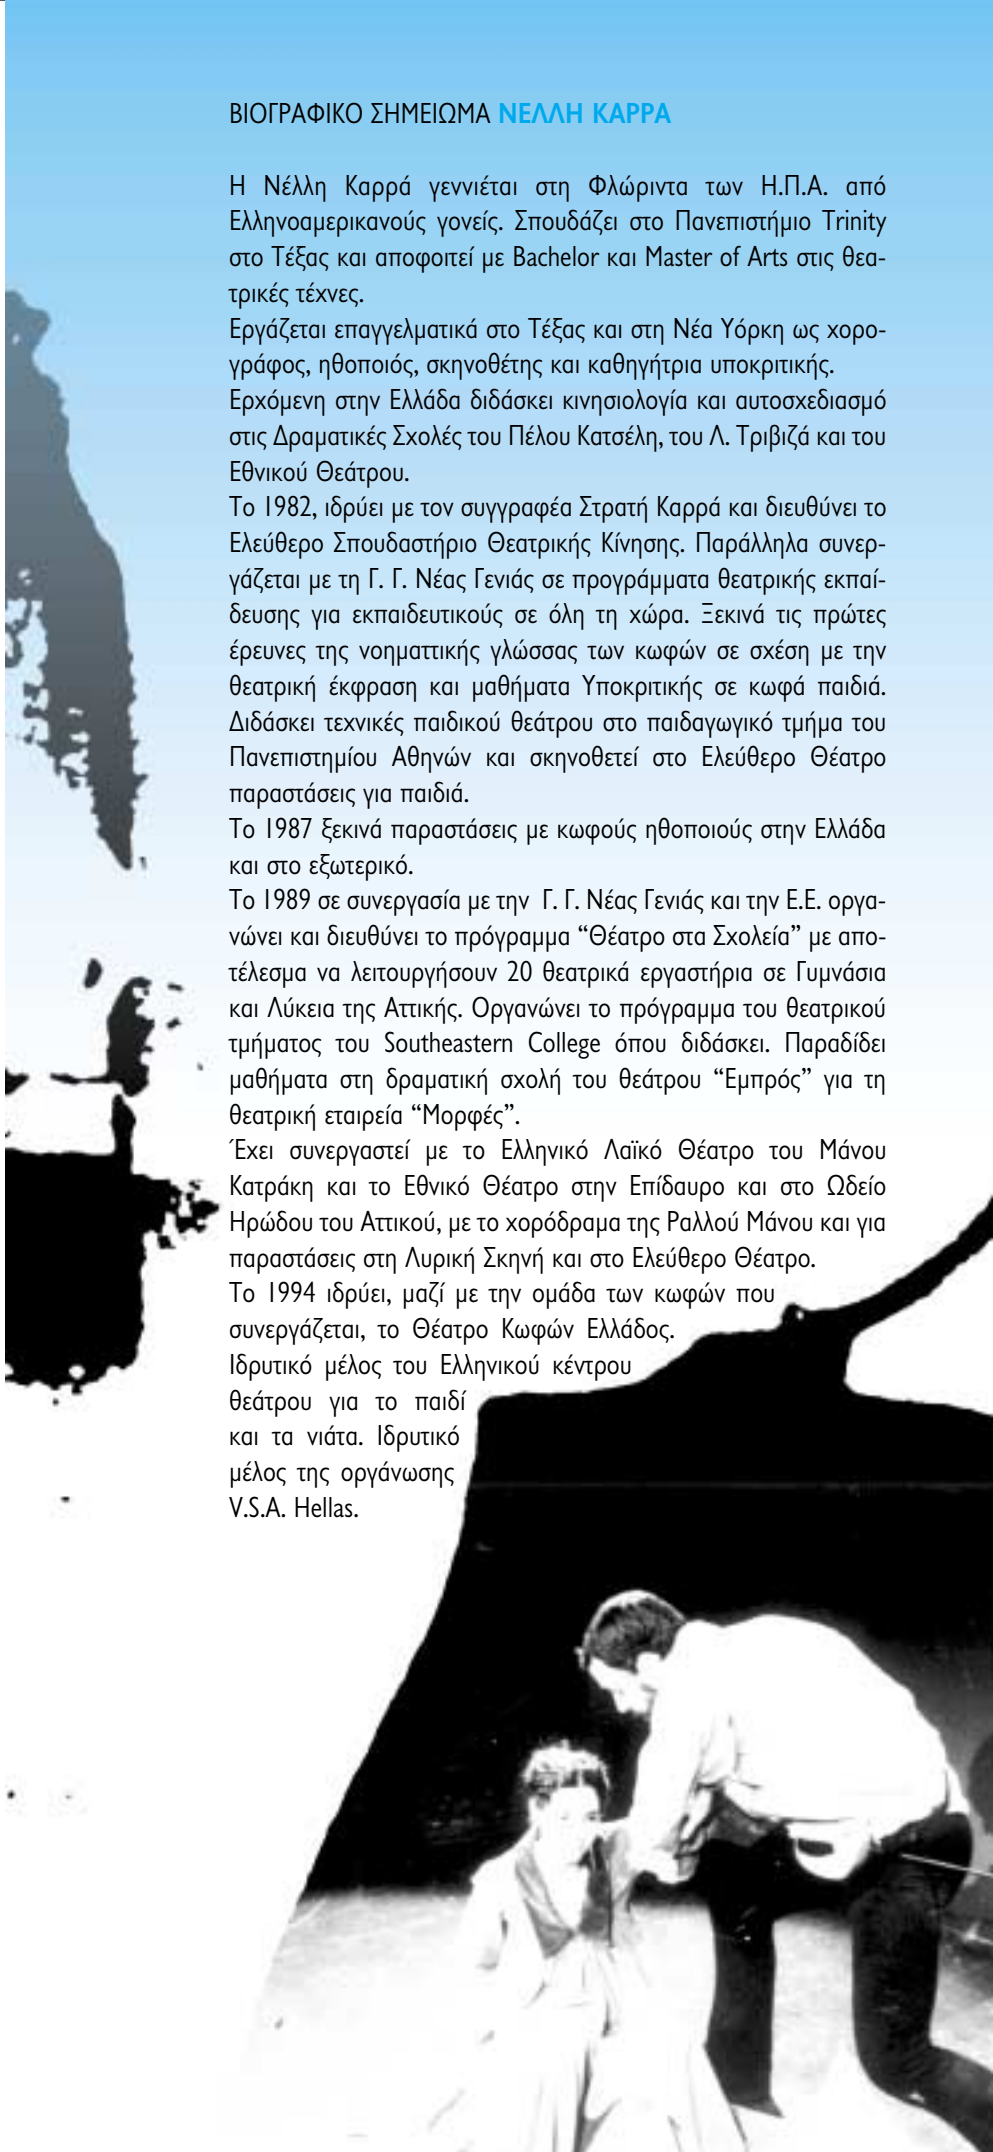 ΒΙΟΓΡΑΦΙΚΟ ΣΗΜΕΙΩΜΑ ΝΕΛΛΗ ΚΑΡΡΑ
Η Νέλλη Καρρά γεννιέται στη Φλώριντα των Η.Π.Α. από
Ελληνοαμερικανούς γονείς. Σπουδάζει στο Πανεπιστήμιο Trinity
στο Τέξας και αποφοιτεί με Bachelor και Master of Arts στις θεα-
τρικές τέχνες.
Εργάζεται επαγγελματικά στο Τέξας και στη Νέα Υόρκη ως χορο-
γράφος, ηθοποιός, σκηνοθέτης και καθηγήτρια υποκριτικής.
Ερχόμενη στην Ελλάδα διδάσκει κινησιολογία και αυτοσχεδιασμό
στις Δραματικές Σχολές του Πέλου Κατσέλη, του Λ. Τριβιζά και του
Εθνικού Θεάτρου.
Το 1982, ιδρύει με τον συγγραφέα Στρατή Καρρά και διευθύνει το
Ελεύθερο Σπουδαστήριο Θεατρικής Κίνησης. Παράλληλα συνερ-
γάζεται με τη Γ. Γ. Νέας Γενιάς σε προγράμματα θεατρικής εκπαί-
δευσης για εκπαιδευτικούς σε όλη τη χώρα. Ξεκινά τις πρώτες
έρευνες της νοηματτικής γλώσσας των κωφών σε σχέση με την
θεατρική έκφραση και μαθήματα Υποκριτικής σε κωφά παιδιά.
Διδάσκει τεχνικές παιδικού θεάτρου στο παιδαγωγικό τμήμα του
Πανεπιστημίου Αθηνών και σκηνοθετεί στο Ελεύθερο Θέατρο
παραστάσεις για παιδιά.
Το 1987 ξεκινά παραστάσεις με κωφούς ηθοποιούς στην Ελλάδα
και στο εξωτερικό.
Το 1989 σε συνεργασία με την Γ. Γ. Νέας Γενιάς και την Ε.Ε. οργα-
νώνει και διευθύνει το πρόγραμμα “Θέατρο στα Σχολεία” με απο-
τέλεσμα να λειτουργήσουν 20 θεατρικά εργαστήρια σε Γυμνάσια
και Λύκεια της Αττικής. Οργανώνει το πρόγραμμα του θεατρικού
τμήματος του Southeastern College όπου διδάσκει. Παραδίδει
μαθήματα στη δραματική σχολή του θεάτρου “Εμπρός” για τη
θεατρική εταιρεία “Μορφές”.
Έχει συνεργαστεί με το Ελληνικό Λαϊκό Θέατρο του Μάνου
Κατράκη και το Εθνικό Θέατρο στην Επίδαυρο και στο Ωδείο
Ηρώδου του Αττικού, με το χορόδραμα της Ραλλού Μάνου και για
παραστάσεις στη Λυρική Σκηνή και στο Ελεύθερο Θέατρο.
Το 1994 ιδρύει, μαζί με την ομάδα των κωφών που
συνεργάζεται, το Θέατρο Κωφών Ελλάδος.
Ιδρυτικό μέλος του Ελληνικού κέντρου
θεάτρου για το παιδί
και τα νιάτα. Ιδρυτικό
μέλος της οργάνωσης
V.S.A. Hellas.